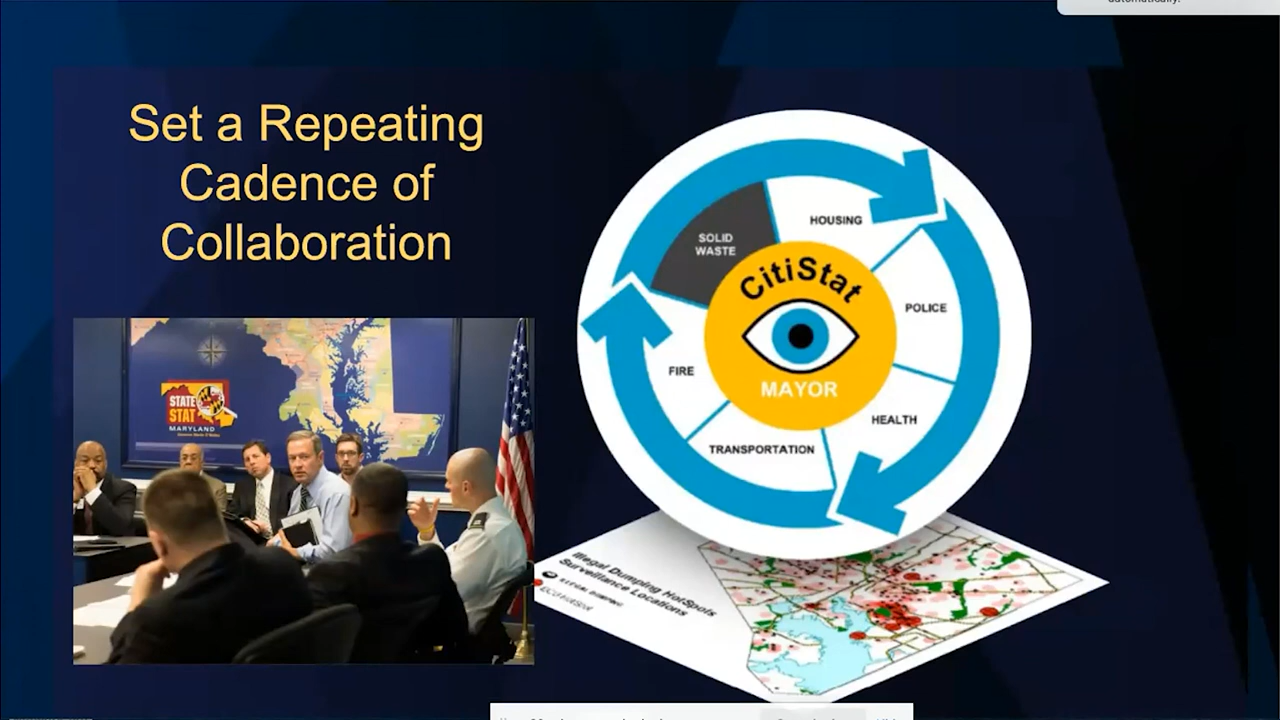 automatically.
Set a Repeating
Cadence of
Collaboration
STATE
STAT
MARYLAND
CitiStat
MAYOR
HOUSING
POLICE
HEALTH
TRANSPORTATION
FIRE
SOLID
WASTE
Illegal Dumping HotSpots
Surveillance Locations